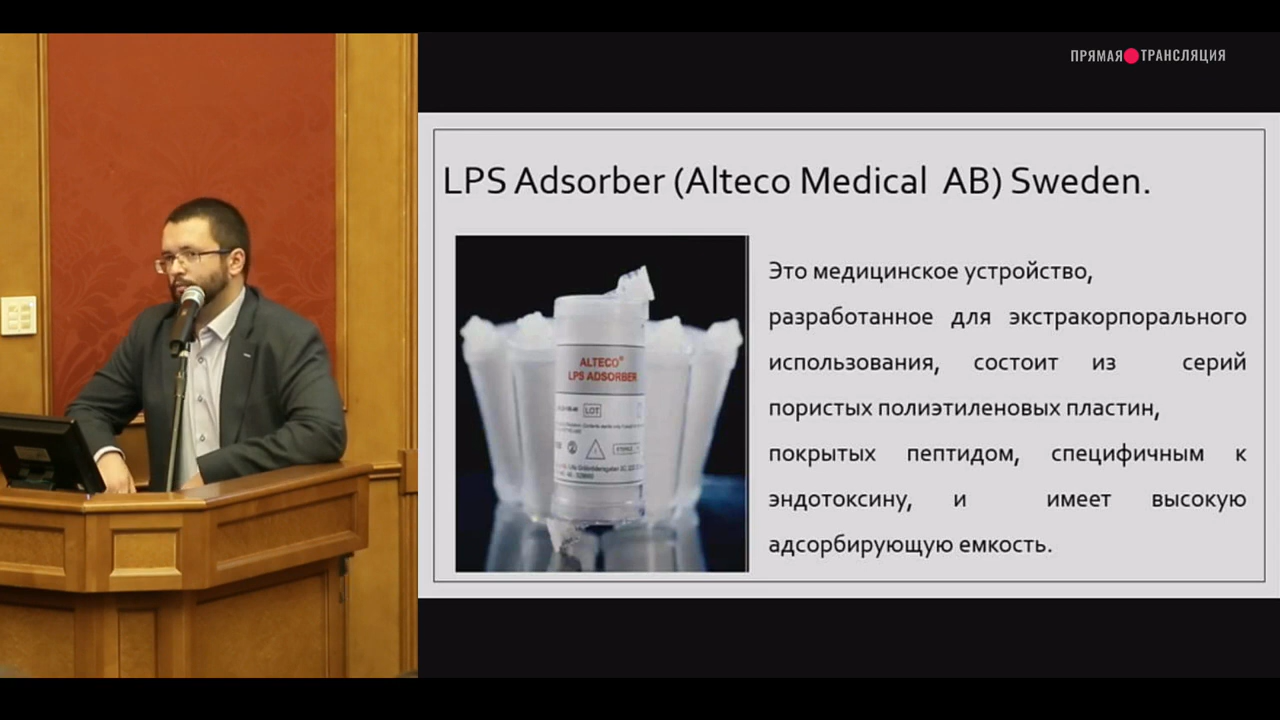 ПРЯМАЯ ТРАНСЛЯЦИЯ
LPS Adsorber (Alteco Medical AB) Sweden.
ALTECO®
LPS ADSORBER
LOT
Это медицинское устройство,
разработанное для экстракорпорального
использования, состоит из серий
пористых полиэтиленовых пластин,
покрытых пептидом, специфичным к
эндотоксину, и имеет высокую
адсорбирующую емкость.